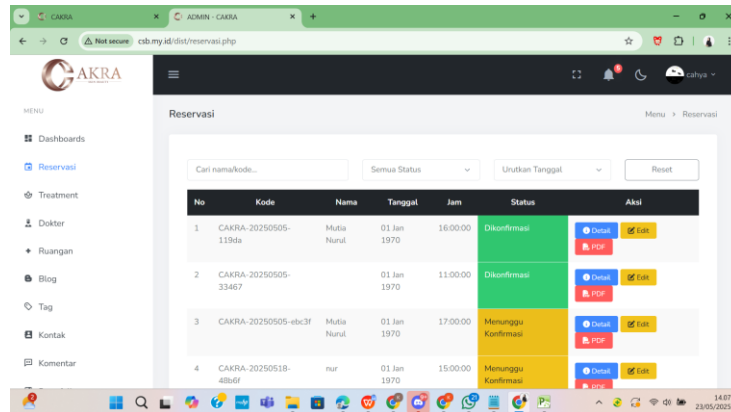 CAKRA
ADMIN - CAKRA
Not secure csb.my.id/dist/reservasi.php
CAKRA
5
cahya
MENU
Reservasi
Menu > Reservasi
Dashboards
Reservasi
Treatment
Dokter
Ruangan
Blog
Tag
Kontak
Komentar
Cari nama/kode...
Semua Status
Urutkan Tanggal
Reset
No Kode Nama Tanggal Jam Status Aksi
1 CAKRA-20250505- Mutia 01 Jan 16:00:00 Dikonfirmasi Detail Edit
119da Nurul 1970 PDF
2 CAKRA-20250505- 01 Jan 11:00:00 Dikonfirmasi Detail Edit
33467 1970 PDF
3 CAKRA-20250505-ebc3f Mutia 01 Jan 17:00:00 Menunggu Detail Edit
Nurul 1970 Konfirmasi PDF
4 CAKRA-20250518- nur 01 Jan 15:00:00 Menunggu Detail Edit
48b6f 1970 Konfirmasi
14.07
23/05/2025